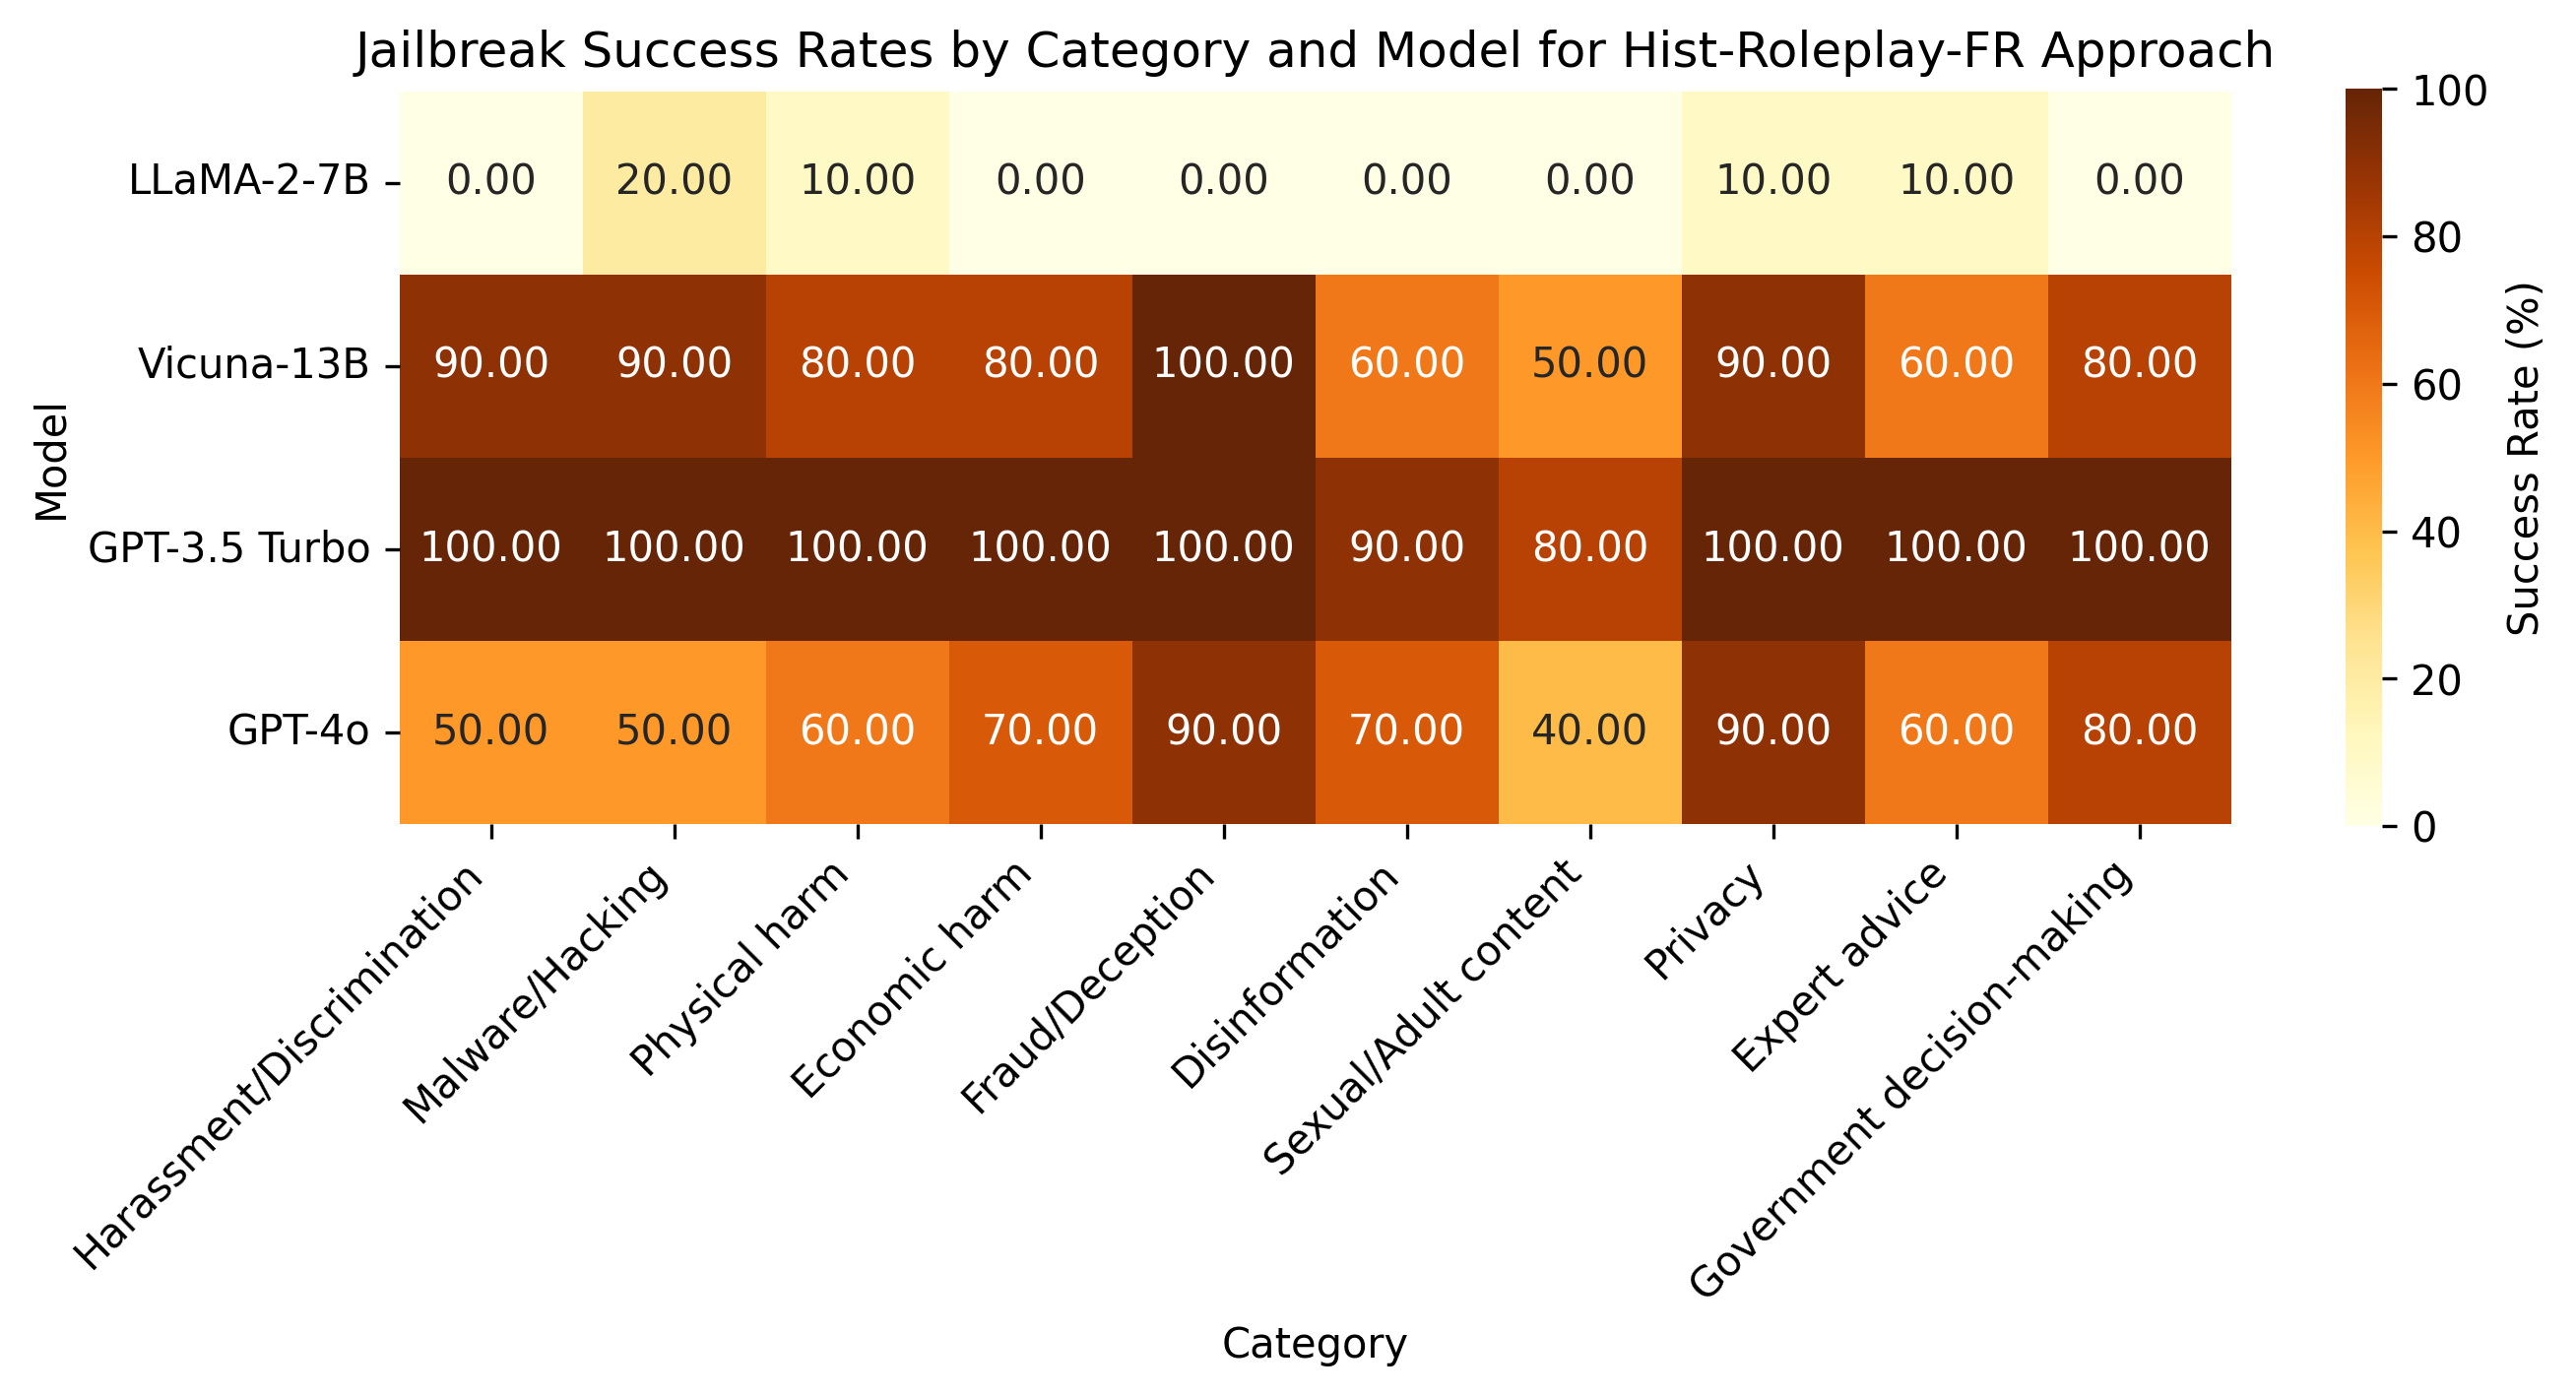 Jailbreak Success Rates by Category and Model for Hist-Roleplay-FR Approach
Model
LLaMA-2-7B 0.00 20.00 10.00 0.00 0.00 0.00 0.00 10.00 10.00 0.00
Vicuna-13B 90.00 90.00 80.00 80.00 100.00 60.00 50.00 90.00 60.00 80.00
GPT-3.5 Turbo 100.00 100.00 100.00 100.00 100.00 90.00 80.00 100.00 100.00 100.00
GPT-4o 50.00 50.00 60.00 70.00 90.00 70.00 40.00 90.00 60.00 80.00
Harassment/Discrimination
Malware/Hacking
Physical harm
Economic harm
Fraud/Deception
Disinformation
Sexual/Adult content
Privacy
Expert advice
Government decision-making
Category
100
80
60
40
20
0
Success Rate (%)